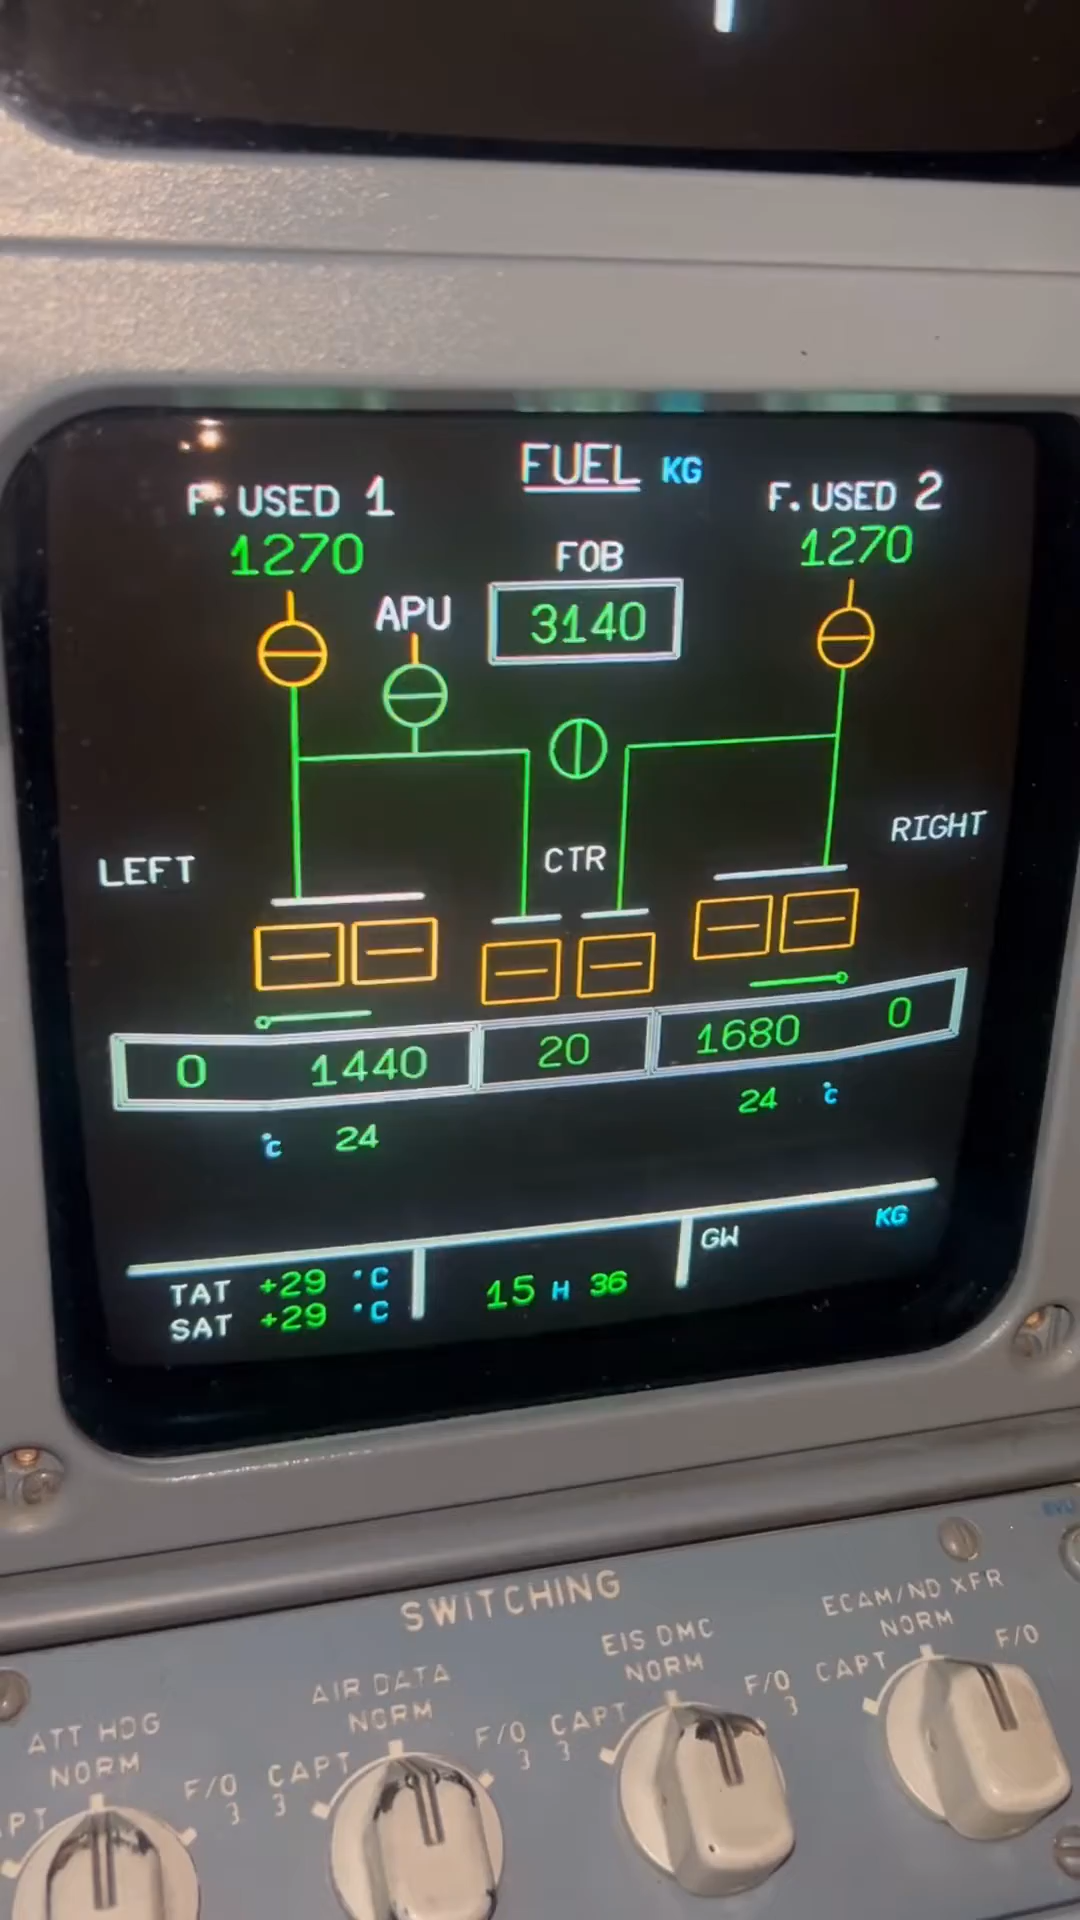 FUEL KG
F. USED 1
F. USED 2
1270
FOB
1270
APU
3140
LEFT
CTR
RIGHT
0 1440 20 1680 0
°C 24
24 °C
TAT +29 °C
SAT +29 °C
15 H 36
GW KG
SWITCHING
ATT HDG
NORM
F/O
3
AIR DATA
NORM
CAPT
3
F/O
3
EIS DMC
NORM
CAPT
3
F/O
3
ECAM/ND XFR
NORM
CAPT
F/O